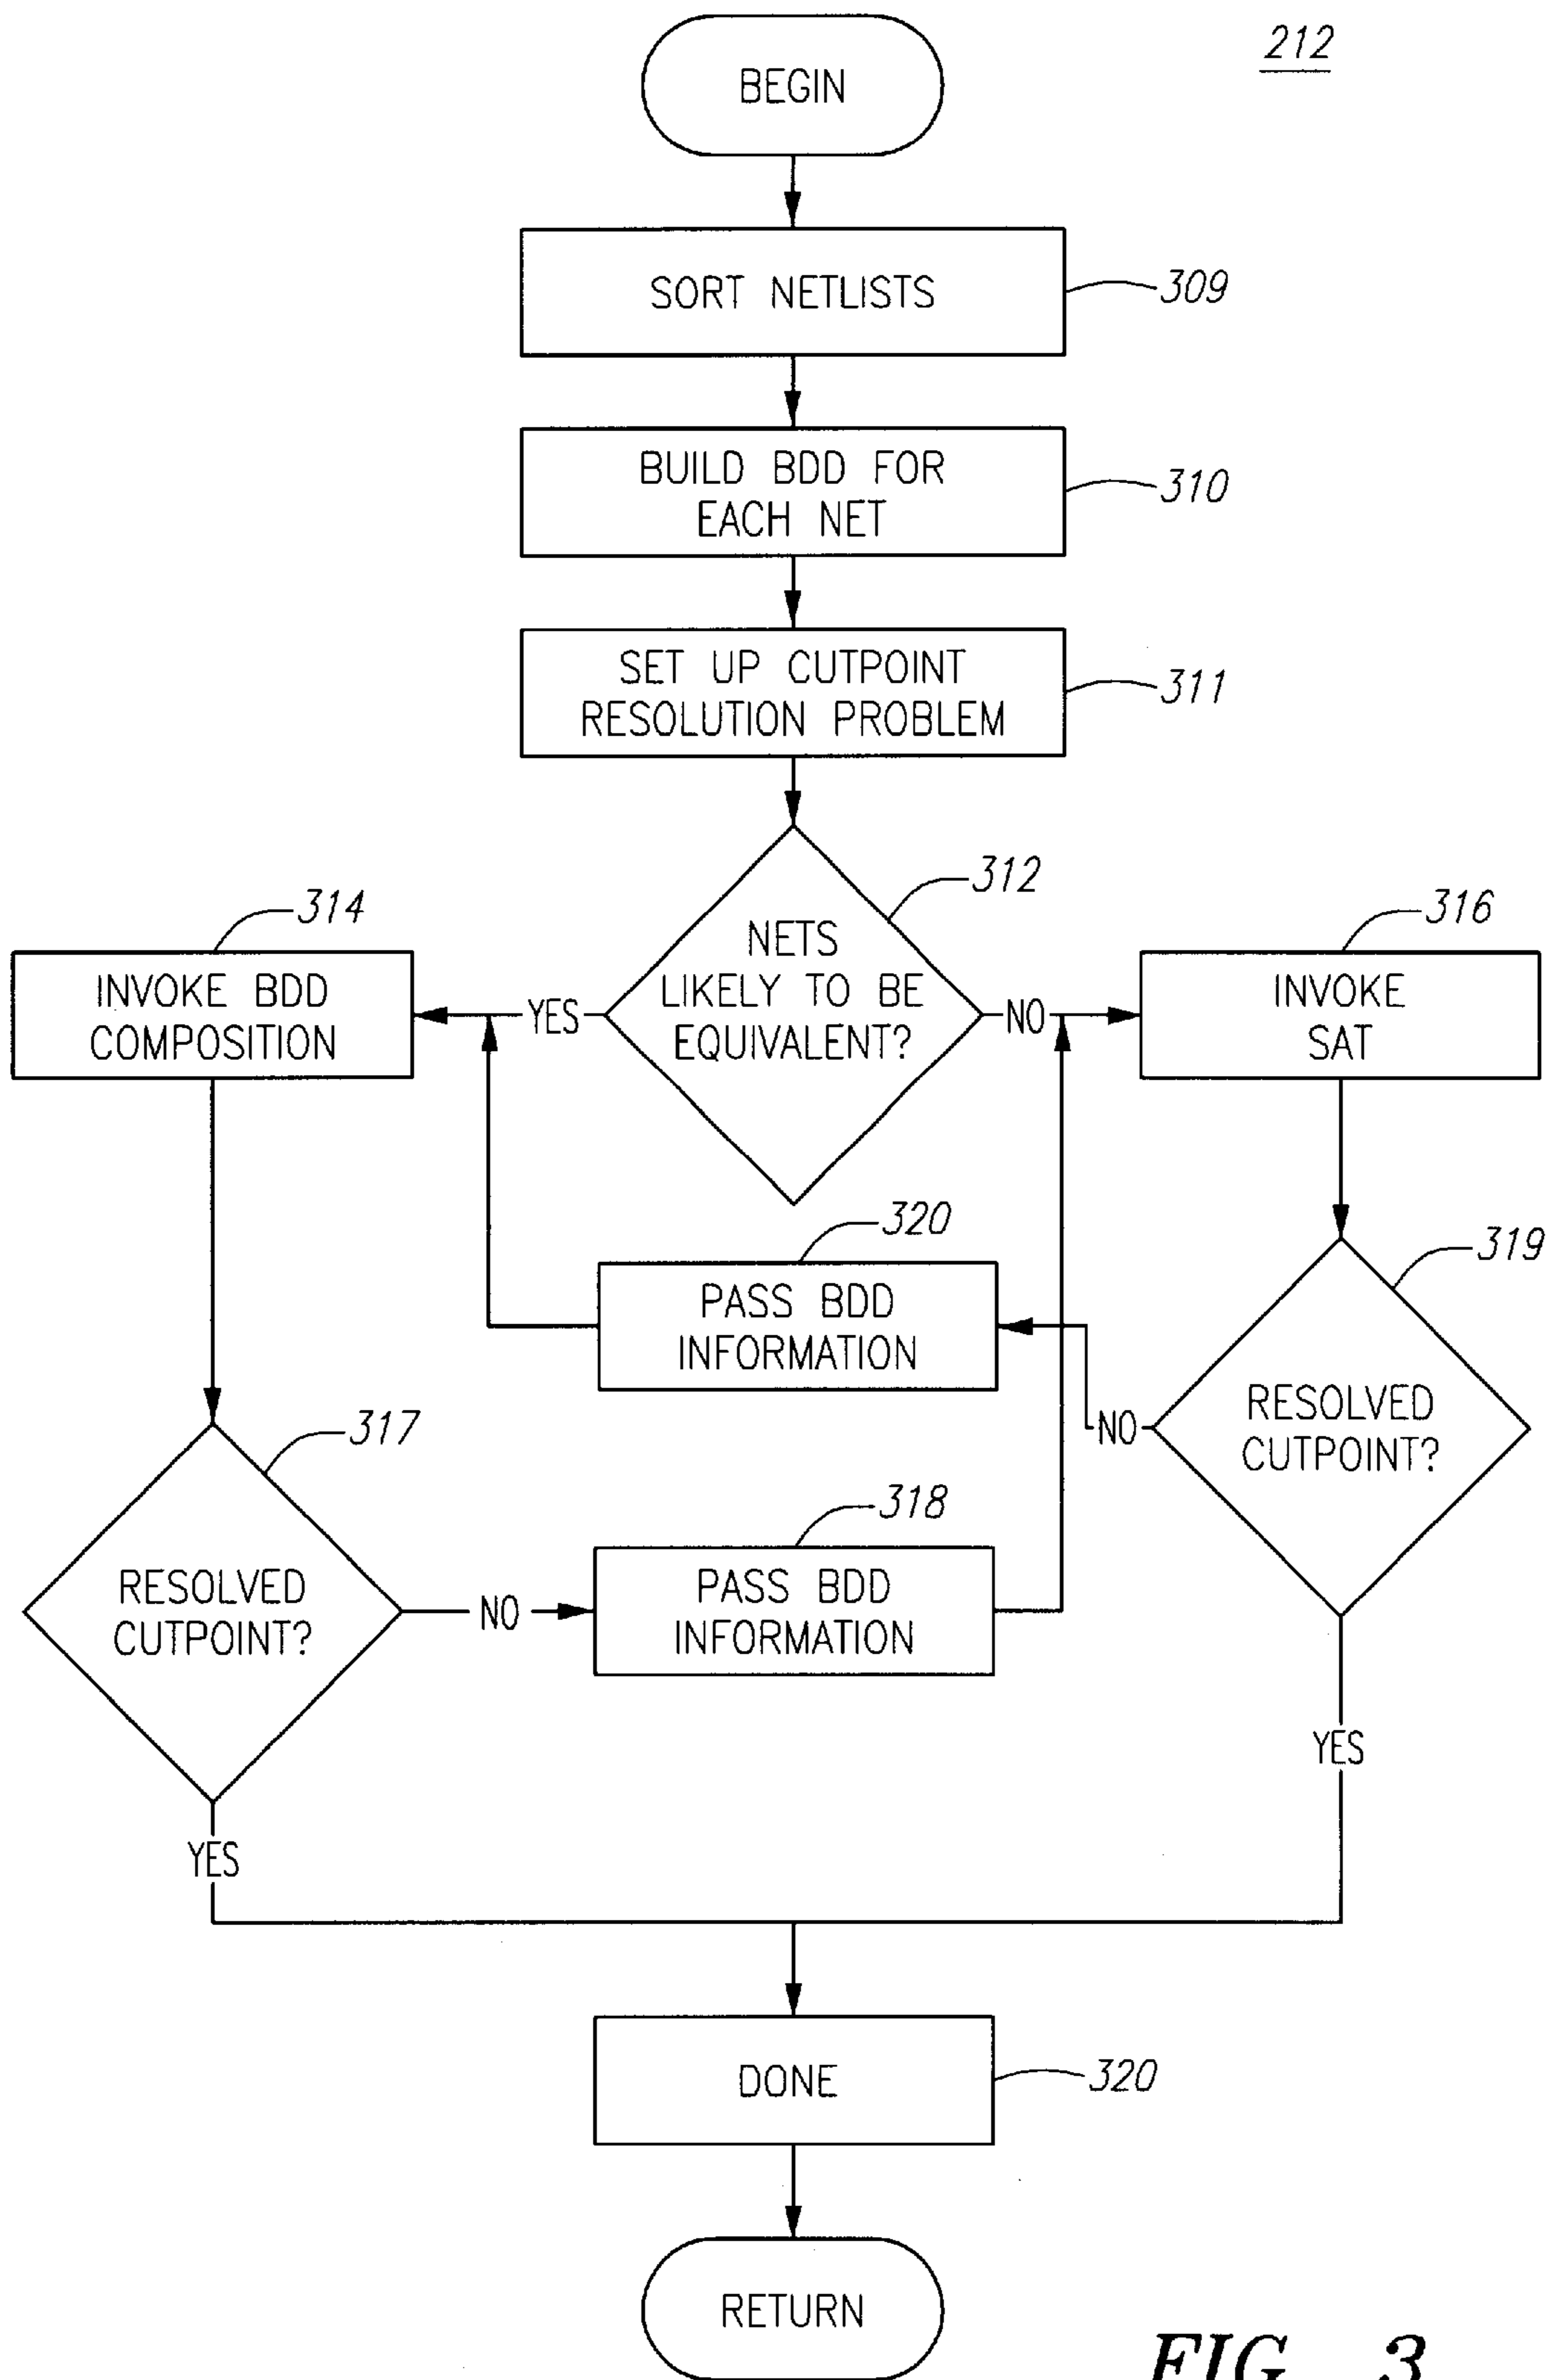 212
BEGIN
SORT NETLISTS
309
BUILD BDD FOR
EACH NET
310
SET UP CUTPOINT
RESOLUTION PROBLEM
311
312
NETS
LIKELY TO BE
EQUIVALENT?
YES
NO
314
INVOKE BDD
COMPOSITION
316
INVOKE
SAT
320
PASS BDD
INFORMATION
319
RESOLVED
CUTPOINT?
NO
317
RESOLVED
CUTPOINT?
NO
318
PASS BDD
INFORMATION
YES
YES
DONE
320
RETURN
FIG. 3